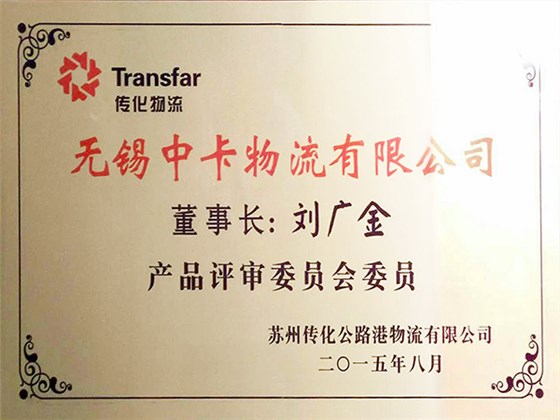 Transfar
传化物流
无锡中卡物流有限公司
董事长:刘广金
产品评审委员会委员
苏州传化公路港物流有限公司
二〇一五年八月